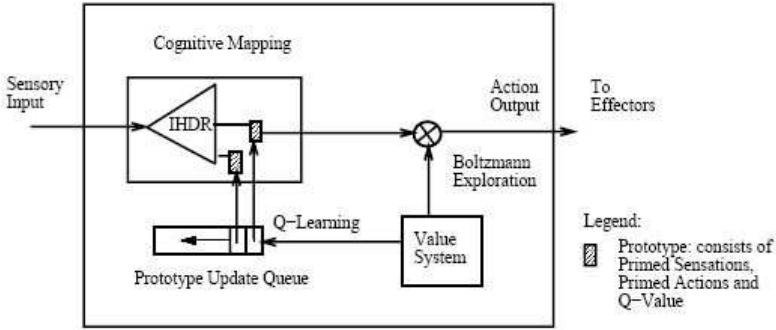 Cognitive Mapping
Sensory
Input
IHDR
Action
Output
To
Effectors
Boltzmann
Exploration
Q-Learning
Value
System
Prototype Update Queue
Legend:
Prototype: consists of
Primed Sensations,
Primed Actions and
Q-Value